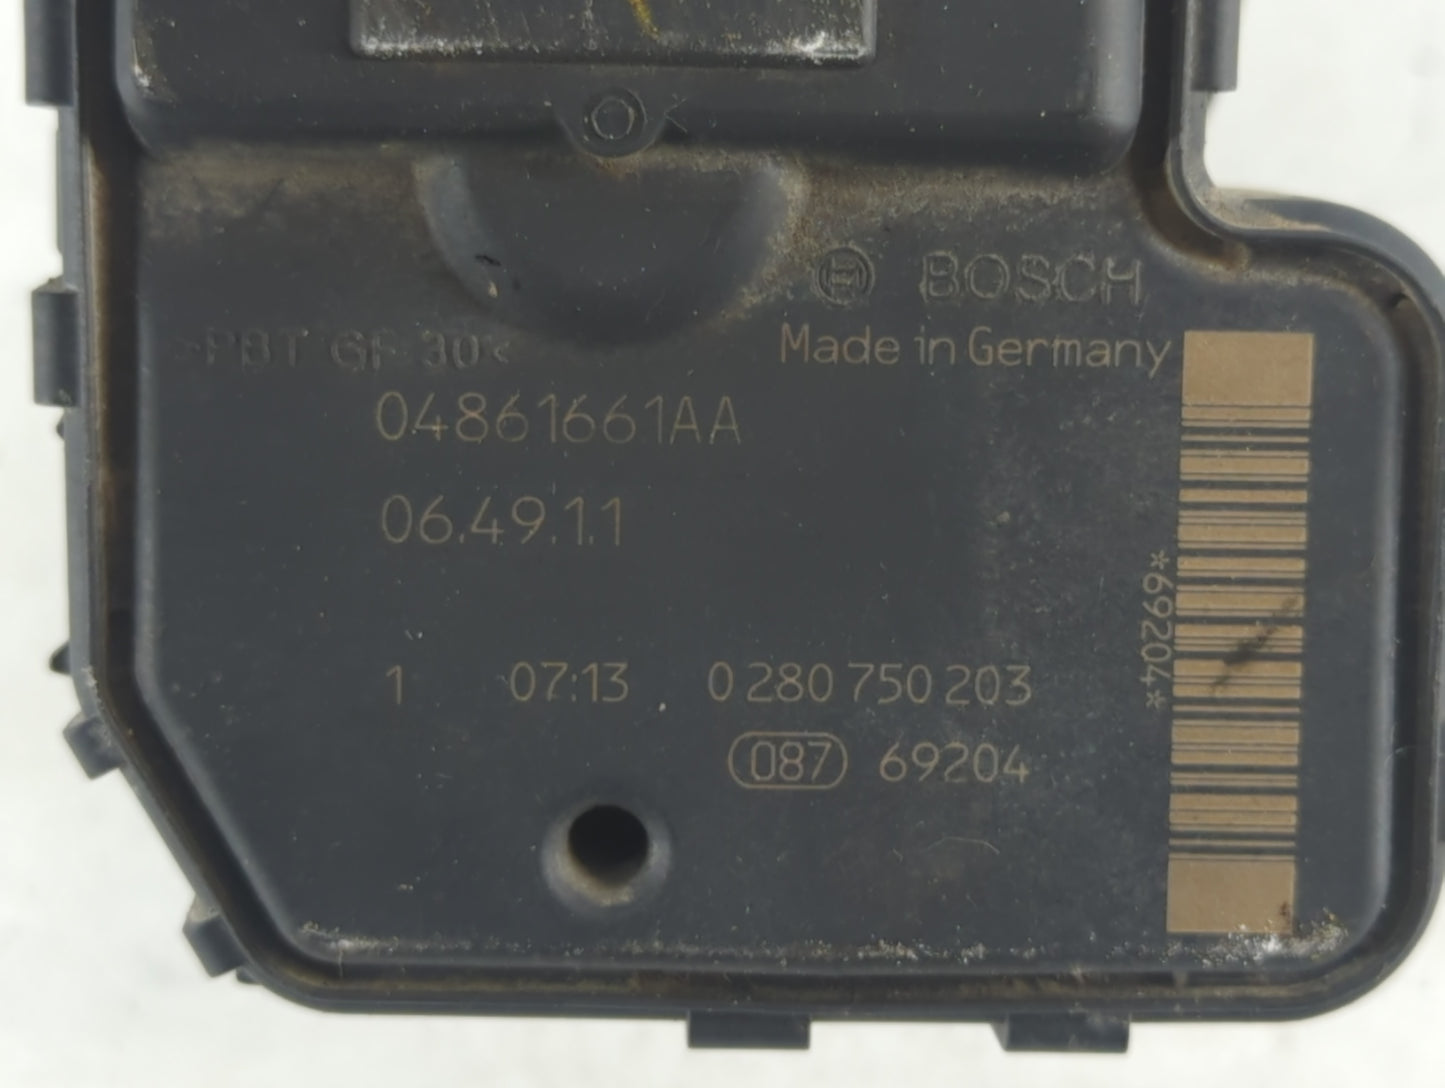 BOSCH
>PBT GF 30<
Made in Germany
04861661AA
06.49.1.1
*69204*
1 07:13 0 280 750 203
087 69204